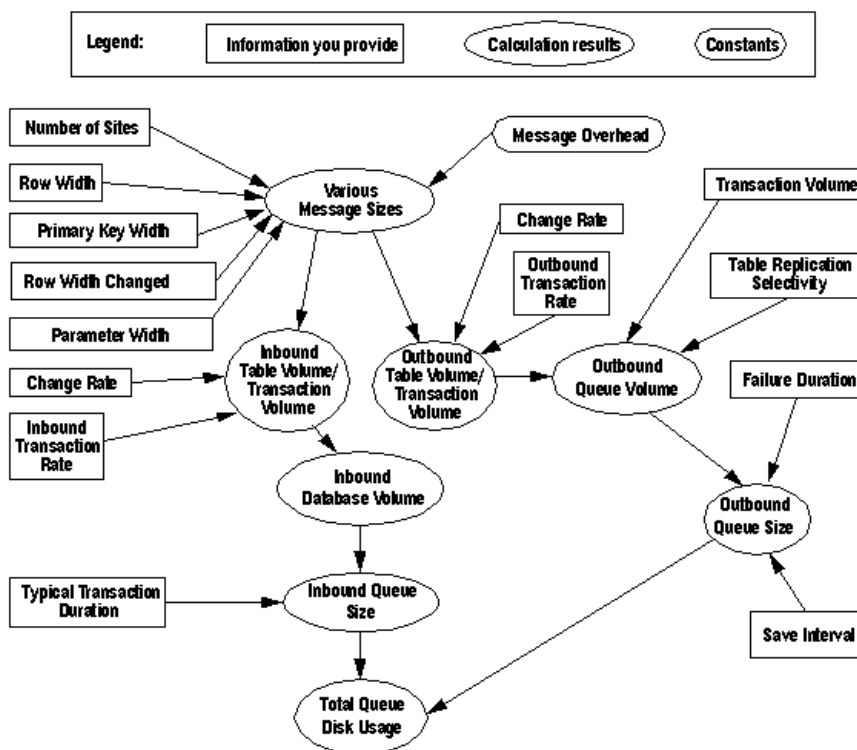 Legend:
Information you provide
Calculation results
Constants
Number of Sites
Message Overhead
Row Width
Various
Message Sizes
Transaction Volume
Primary Key Width
Change Rate
Row Width Changed
Outbound
Transaction
Rate
Table Replication
Selectivity
Parameter Width
Inbound
Table Volume/
Transaction
Volume
Outbound
Table Volume/
Transaction
Volume
Outbound
Queue Volume
Change Rate
Failure Duration
Inbound
Transaction
Rate
Inbound
Database Volume
Outbound
Queue Size
Typical Transaction
Duration
Inbound Queue
Size
Save Interval
Total Queue
Disk Usage